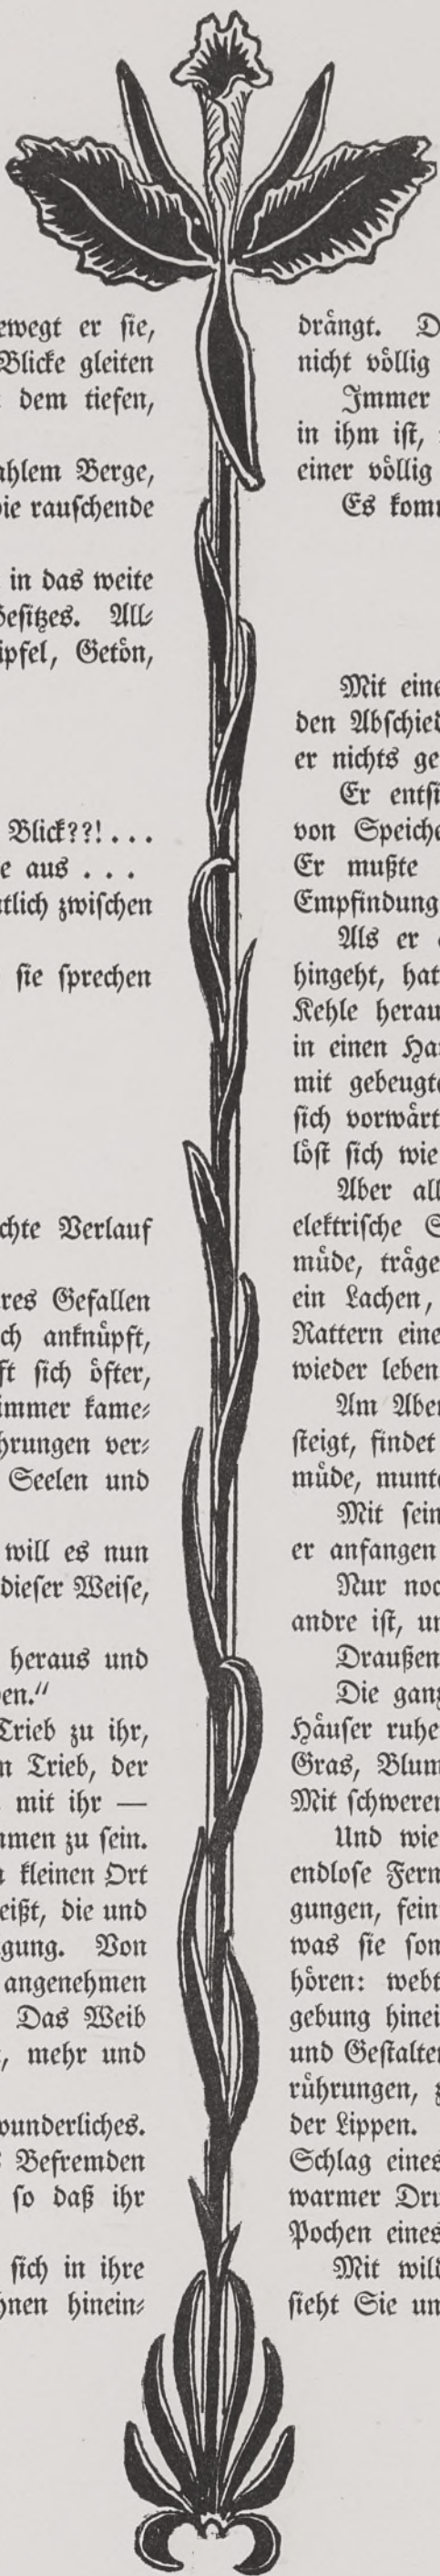 ewegt er sie,
Blicke gleiten
dem tiefen,
ahlem Berge,
die rauschende
in das weite
Besitzes. All-
ipfel, Getön,
Blick??!...
e aus . . .
tlich zwischen
sie sprechen
chte Verlauf
res Gefallen
ch anknüpft,
ft sich öfter,
immer kame-
hrungen ver-
Seelen und
will es nun
dieser Weise,
heraus und
en.“
Trieb zu ihr,
n Trieb, der
mit ihr —
mmen zu sein.
n kleinen Ort
eißt, die und
gung. Von
angenehmen
Das Weib
, mehr und
wunderliches.
Befremden
so daß ihr
sich in ihre
hnen hinein-
drängt. D
nicht völlig
Immer
in ihm ist,
einer völlig
Es komm
Mit eine
den Abschied
er nichts ge
Er entsi
von Speiche
Er mußte
Empfindung
Als er
hingeht, hat
Kehle herau
in einen Ha
mit gebeugte
sich vorwärt
löst sich wie
Aber all
elektrische S
müde, träge
ein Lachen,
Rattern eine
wieder leben
Am Aben
steigt, findet
müde, munte
Mit sein
er anfangen
Nur noc
andre ist, un
Draußen
Die ganz
Häuser ruhe
Gras, Blum
Mit schweren
Und wie
endlose Fern
gungen, fein
was sie son
hören: webt
gebung hinei
und Gestalten
rührungen, z
der Lippen.
Schlag eines
warmer Dru
Pochen eines
Mit wild
sieht Sie un